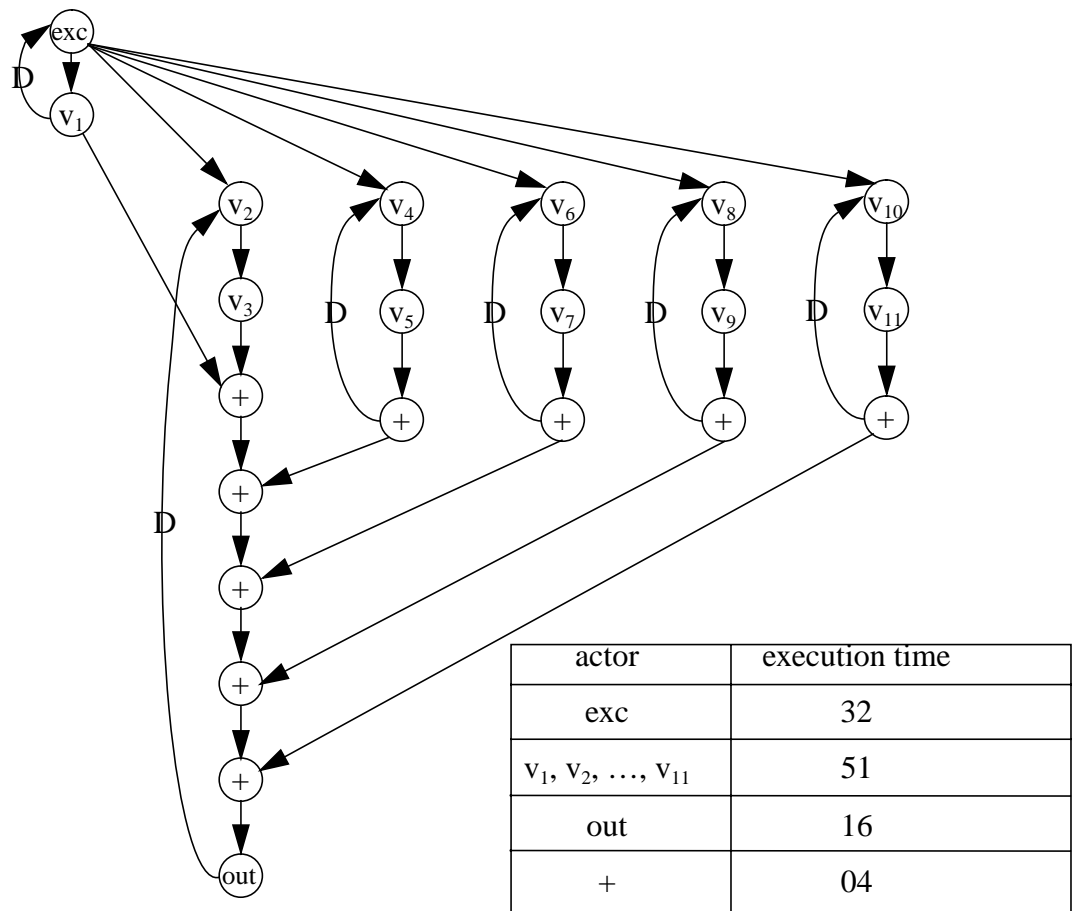 exc
D
v1
v2
v4
v6
v8
v10
v3
v5
v7
v9
v11
D
D
D
D
+
+
+
+
+
+
D
+
+
+
out
actor execution time
exc 32
v1, v2, …, v11 51
out 16
+ 04